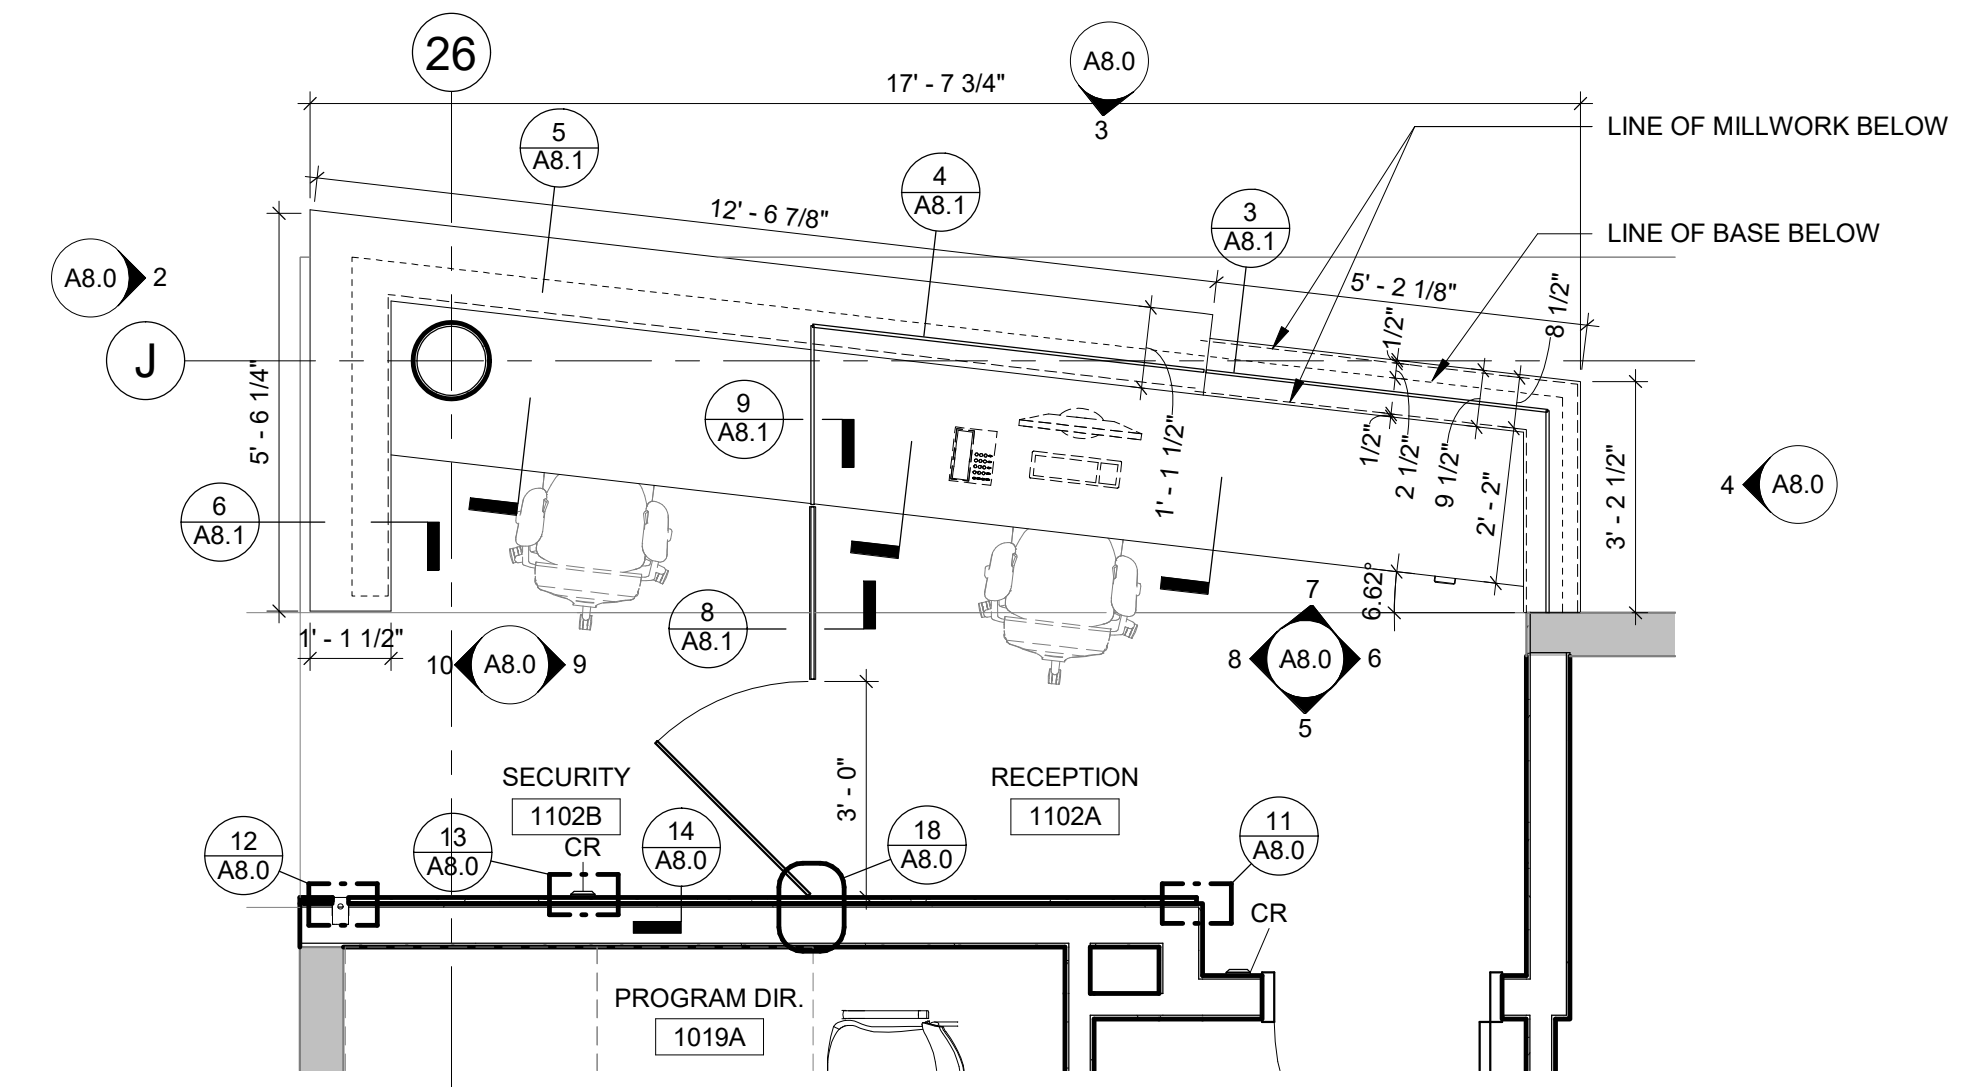 26
A8.0
3
17' - 7 3/4"
LINE OF MILLWORK BELOW
5
A8.1
4
A8.1
12' - 6 7/8"
3
A8.1
LINE OF BASE BELOW
A8.0
2
5' - 2 1/8"
8 1/2"
1/2"
J
5' - 6 1/4"
9
A8.1
1' - 1 1/2"
1/2"
2 1/2"
9 1/2"
2' - 2"
3' - 2 1/2"
4
A8.0
6
A8.1
6.62°
8
A8.1
1' - 1 1/2"
10
A8.0
9
7
8
A8.0
6
5
SECURITY
1102B
CR
RECEPTION
1102A
3' - 0"
12
A8.0
13
A8.0
14
A8.0
18
A8.0
11
A8.0
CR
PROGRAM DIR.
1019A